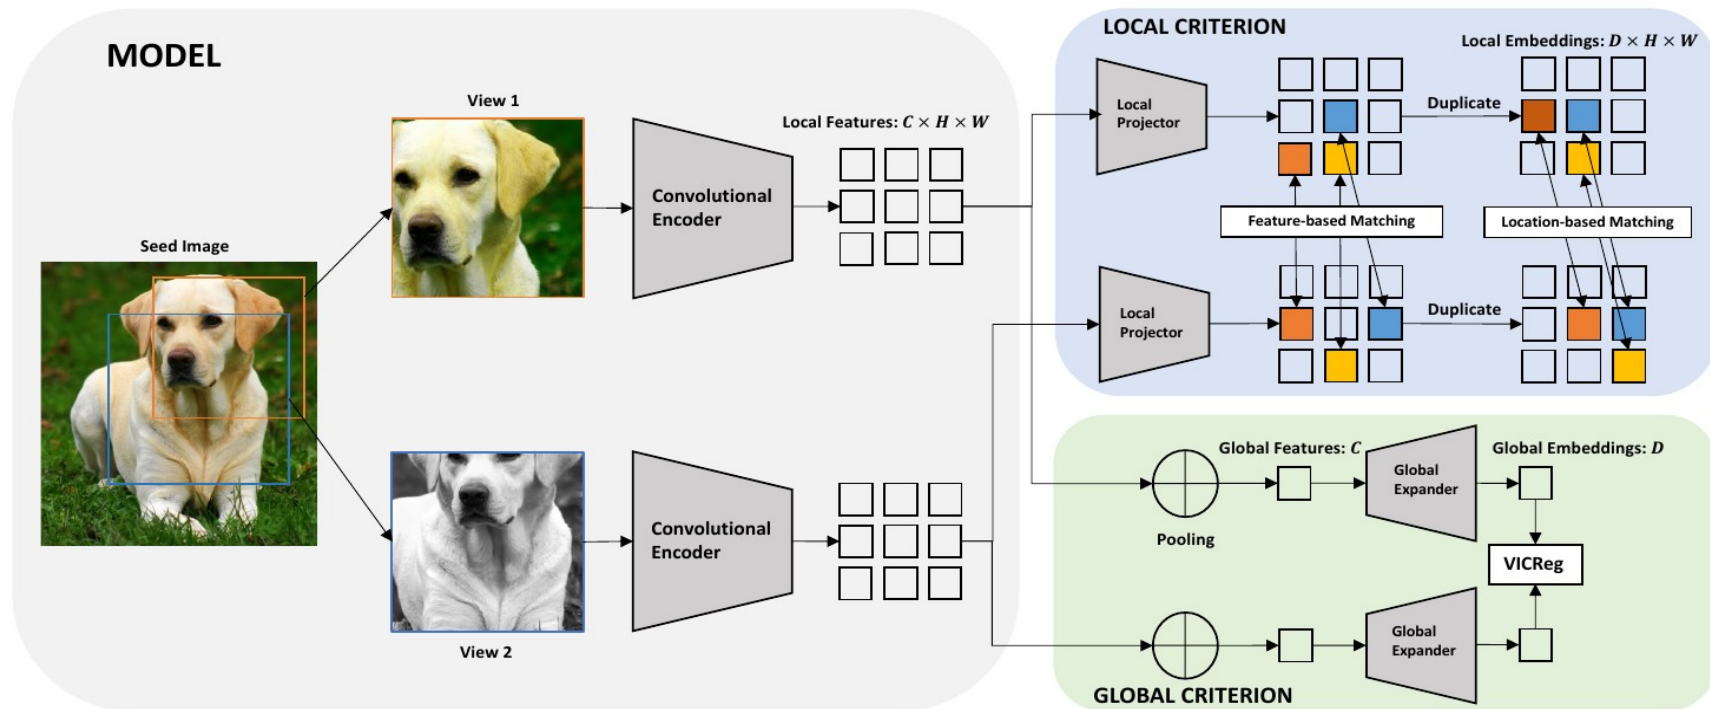 MODEL
Seed Image
View 1
Convolutional
Encoder
Local Features: C × H × W
View 2
Convolutional
Encoder
LOCAL CRITERION
Local Embeddings: D × H × W
Local
Projector
Duplicate
Feature-based Matching
Location-based Matching
Local
Projector
Duplicate
Global Features: C
Global Embeddings: D
Global
Expander
Pooling
VICReg
Global
Expander
GLOBAL CRITERION